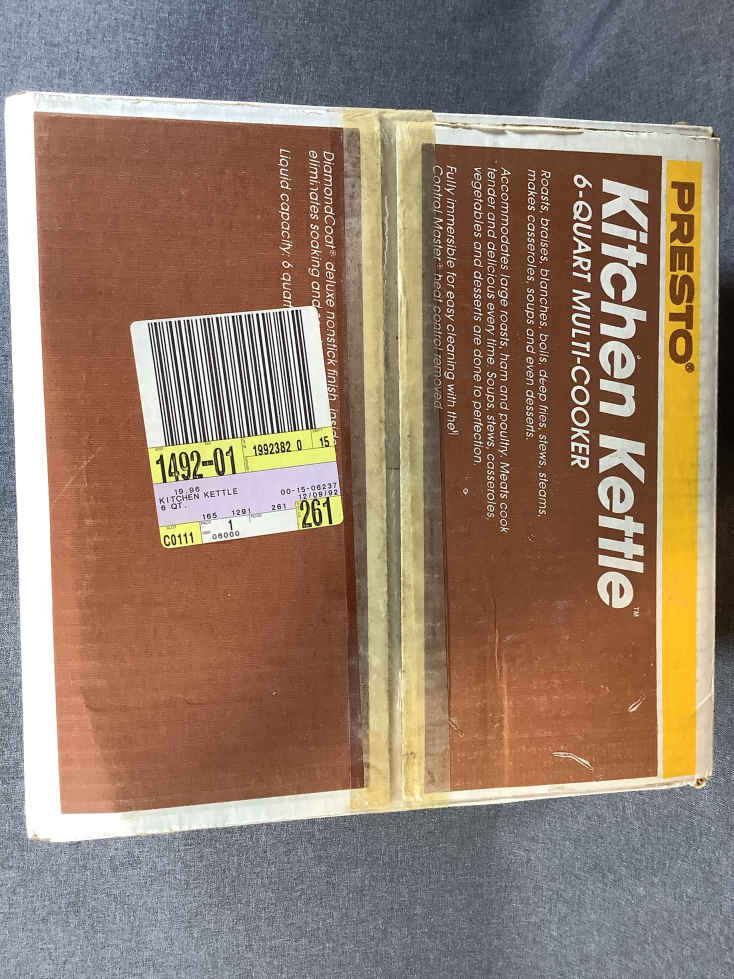 PRESTO®
Kitchen Kettle™
6-QUART MULTI-COOKER
Roasts, braises, blanches, boils, deep fries, stews, steams,
makes casseroles, soups and even desserts.
Accommodates large roasts, ham and poultry. Meats cook
tender and delicious every time. Soups, stews, casseroles,
vegetables and desserts are done to perfection.
Fully immersible for easy cleaning with the
Control Master® heat control removed.
DiamondCoat® deluxe nonstick finish
eliminates soaking and
Liquid capacity: 6 quar
1992382 0 15
1492-01
00-15-06237
19.96 12/09/92
KITCHEN KETTLE
6 QT.
165 1291 261
261
1
C0111 06000